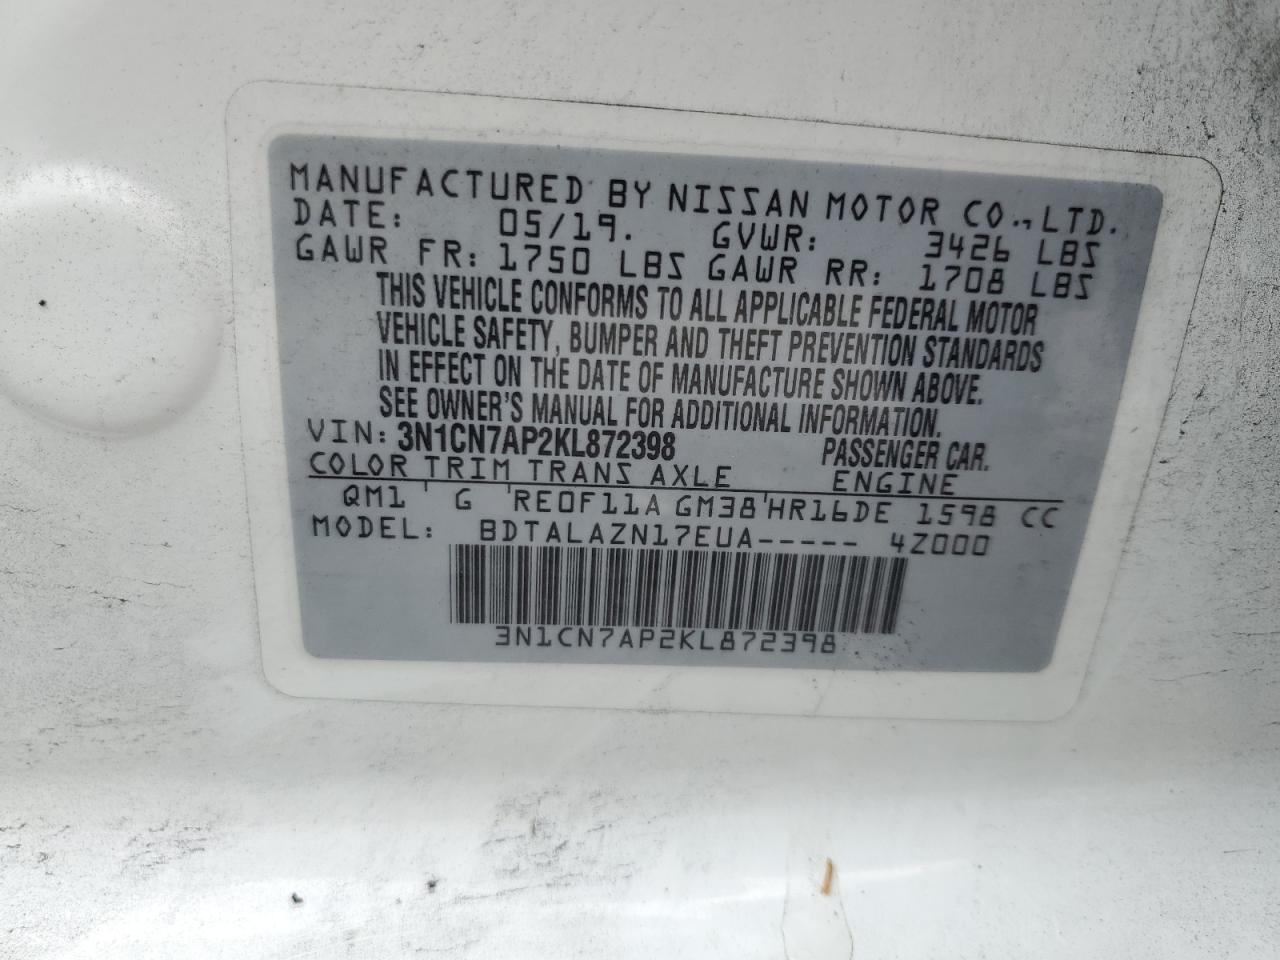 MANUFACTURED BY NISSAN MOTOR CO.,LTD.
DATE: 05/19. GVWR: 3426 LBS
GAWR FR: 1750 LBS GAWR RR: 1708 LBS
THIS VEHICLE CONFORMS TO ALL APPLICABLE FEDERAL MOTOR
VEHICLE SAFETY, BUMPER AND THEFT PREVENTION STANDARDS
IN EFFECT ON THE DATE OF MANUFACTURE SHOWN ABOVE.
SEE OWNER'S MANUAL FOR ADDITIONAL INFORMATION.
VIN: 3N1CN7AP2KL872398 PASSENGER CAR.
COLOR TRIM TRANS AXLE ENGINE
QM1 ' G ' RE0F11A GM38 ' HR16DE 1598 CC
MODEL: BDTALAZN17EUA----- 4Z000
3N1CN7AP2KL872398